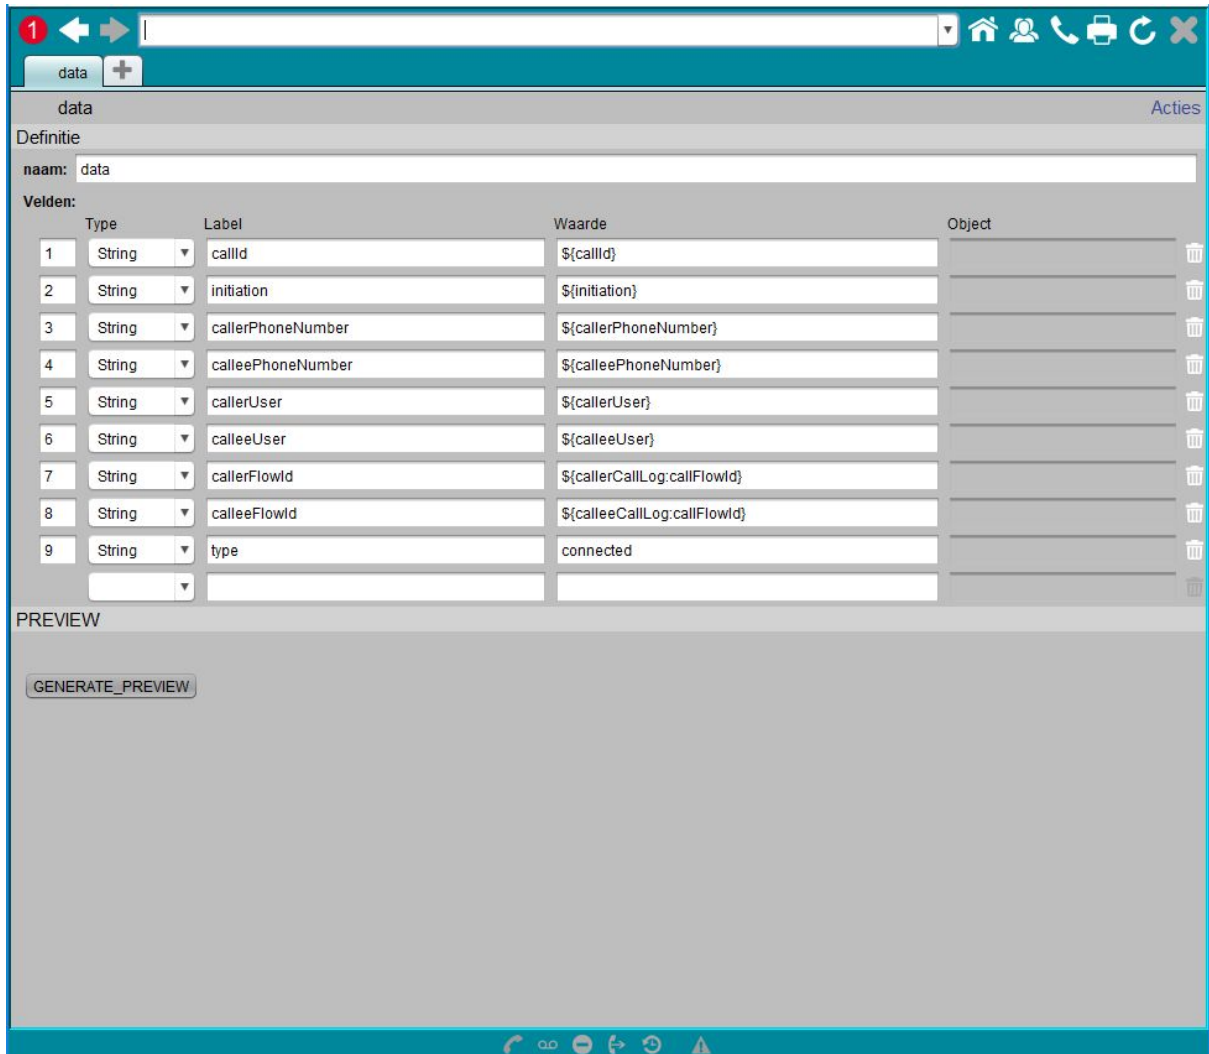 1
data
data Acties
Definitie
naam: data
Velden:
Type Label Waarde Object
1 String callId ${callId}
2 String initiation ${initiation}
3 String callerPhoneNumber ${callerPhoneNumber}
4 String calleePhoneNumber ${calleePhoneNumber}
5 String callerUser ${callerUser}
6 String calleeUser ${calleeUser}
7 String callerFlowId ${callerCallLog:callFlowId}
8 String calleeFlowId ${calleeCallLog:callFlowId}
9 String type connected
PREVIEW
GENERATE_PREVIEW